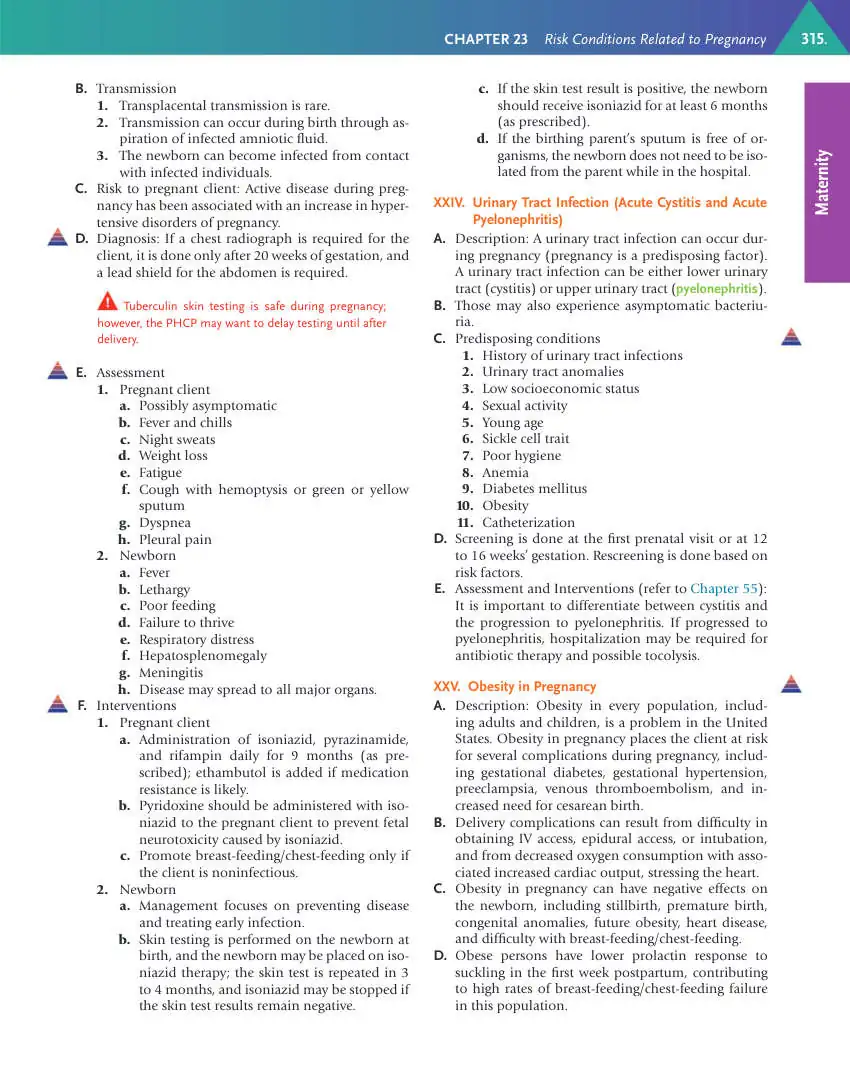 CHAPTER 23 Risk Conditions Related to Pregnancy 315.
Maternity
B. Transmission
1. Transplacental transmission is rare.
2. Transmission can occur during birth through as-
piration of infected amniotic fluid.
3. The newborn can become infected from contact
with infected individuals.
C. Risk to pregnant client: Active disease during preg-
nancy has been associated with an increase in hyper-
tensive disorders of pregnancy.
D. Diagnosis: If a chest radiograph is required for the
client, it is done only after 20 weeks of gestation, and
a lead shield for the abdomen is required.
Tuberculin skin testing is safe during pregnancy;
however, the PHCP may want to delay testing until after
delivery.
E. Assessment
1. Pregnant client
a. Possibly asymptomatic
b. Fever and chills
c. Night sweats
d. Weight loss
e. Fatigue
f. Cough with hemoptysis or green or yellow
sputum
g. Dyspnea
h. Pleural pain
2. Newborn
a. Fever
b. Lethargy
c. Poor feeding
d. Failure to thrive
e. Respiratory distress
f. Hepatosplenomegaly
g. Meningitis
h. Disease may spread to all major organs.
F. Interventions
1. Pregnant client
a. Administration of isoniazid, pyrazinamide,
and rifampin daily for 9 months (as pre-
scribed); ethambutol is added if medication
resistance is likely.
b. Pyridoxine should be administered with iso-
niazid to the pregnant client to prevent fetal
neurotoxicity caused by isoniazid.
c. Promote breast-feeding/chest-feeding only if
the client is noninfectious.
2. Newborn
a. Management focuses on preventing disease
and treating early infection.
b. Skin testing is performed on the newborn at
birth, and the newborn may be placed on iso-
niazid therapy; the skin test is repeated in 3
to 4 months, and isoniazid may be stopped if
the skin test results remain negative.
c. If the skin test result is positive, the newborn
should receive isoniazid for at least 6 months
(as prescribed).
d. If the birthing parent's sputum is free of or-
ganisms, the newborn does not need to be iso-
lated from the parent while in the hospital.
XXIV. Urinary Tract Infection (Acute Cystitis and Acute
Pyelonephritis)
A. Description: A urinary tract infection can occur dur-
ing pregnancy (pregnancy is a predisposing factor).
A urinary tract infection can be either lower urinary
tract (cystitis) or upper urinary tract (pyelonephritis).
B. Those may also experience asymptomatic bacteriu-
ria.
C. Predisposing conditions
1. History of urinary tract infections
2. Urinary tract anomalies
3. Low socioeconomic status
4. Sexual activity
5. Young age
6. Sickle cell trait
7. Poor hygiene
8. Anemia
9. Diabetes mellitus
10. Obesity
11. Catheterization
D. Screening is done at the first prenatal visit or at 12
to 16 weeks' gestation. Rescreening is done based on
risk factors.
E. Assessment and Interventions (refer to Chapter 55):
It is important to differentiate between cystitis and
the progression to pyelonephritis. If progressed to
pyelonephritis, hospitalization may be required for
antibiotic therapy and possible tocolysis.
XXV. Obesity in Pregnancy
A. Description: Obesity in every population, includ-
ing adults and children, is a problem in the United
States. Obesity in pregnancy places the client at risk
for several complications during pregnancy, includ-
ing gestational diabetes, gestational hypertension,
preeclampsia, venous thromboembolism, and in-
creased need for cesarean birth.
B. Delivery complications can result from difficulty in
obtaining IV access, epidural access, or intubation,
and from decreased oxygen consumption with asso-
ciated increased cardiac output, stressing the heart.
C. Obesity in pregnancy can have negative effects on
the newborn, including stillbirth, premature birth,
congenital anomalies, future obesity, heart disease,
and difficulty with breast-feeding/chest-feeding.
D. Obese persons have lower prolactin response to
suckling in the first week postpartum, contributing
to high rates of breast-feeding/chest-feeding failure
in this population.